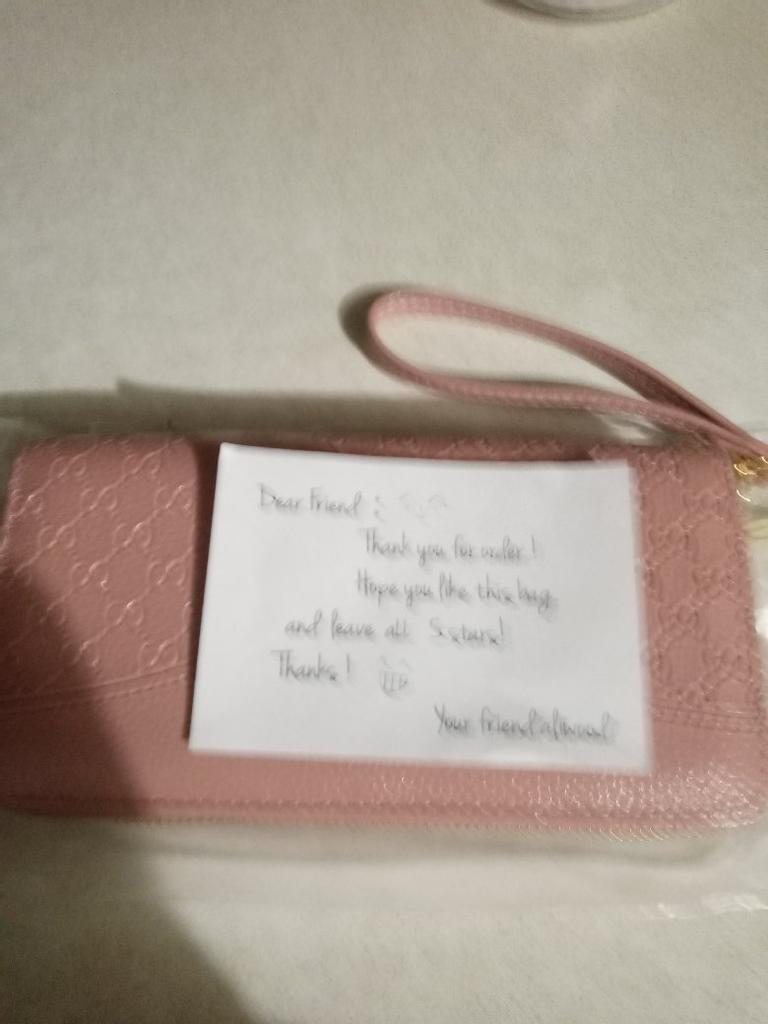 Dear Friend :
Thank you for order!
Hope you like this bag
and leave all 5 stars!
Thanks!
Your friend